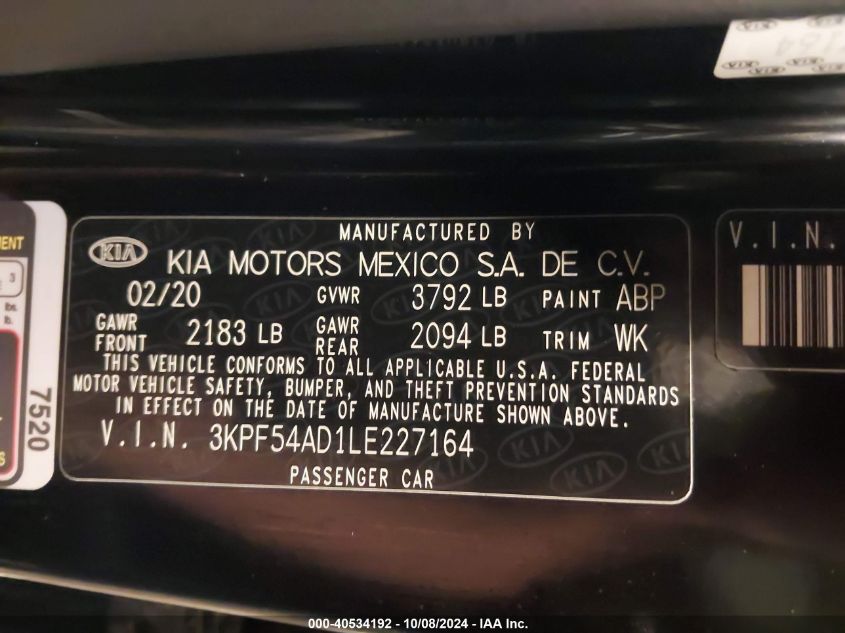 MANUFACTURED BY
KIA
KIA MOTORS MEXICO S.A. DE C.V.
02/20 GVWR 3792 LB PAINT ABP
GAWR FRONT 2183 LB GAWR REAR 2094 LB TRIM WK
THIS VEHICLE CONFORMS TO ALL APPLICABLE U.S.A. FEDERAL
MOTOR VEHICLE SAFETY, BUMPER, AND THEFT PREVENTION STANDARDS
IN EFFECT ON THE DATE OF MANUFACTURE SHOWN ABOVE.
V.I.N. 3KPF54AD1LE227164
PASSENGER CAR
7520
V.I.N.
000-40534192 - 10/08/2024 - IAA Inc.